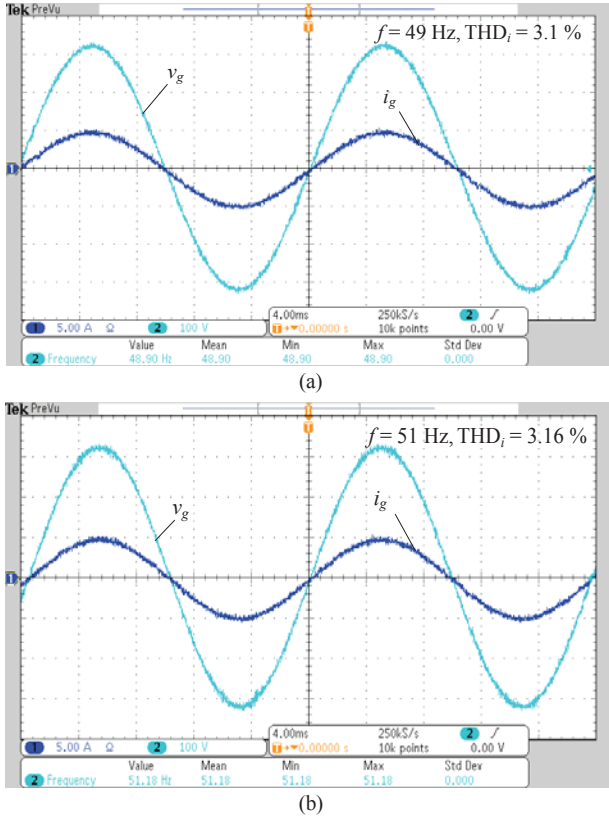 Tek PreVu
f = 49 Hz, THDi = 3.1 %
vg
ig
1
1 5.00 A Ω 2 100 V
4.00ms 250kS/s 2 ∫
T→▼0.00000 s 10k points 0.00 V
Value Mean Min Max Std Dev
2 Frequency 48.90 Hz 48.90 48.90 48.90 0.000
(a)
Tek PreVu
f = 51 Hz, THDi = 3.16 %
vg
ig
1
1 5.00 A Ω 2 100 V
4.00ms 250kS/s 2 ∫
T→▼0.00000 s 10k points 0.00 V
Value Mean Min Max Std Dev
2 Frequency 51.18 Hz 51.18 51.18 51.18 0.000
(b)